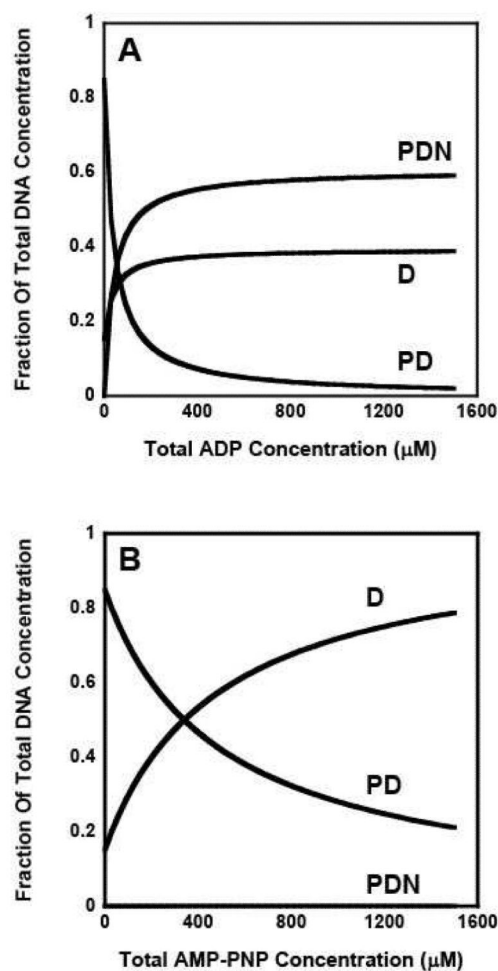 1
A
0.8
PDN
0.6
0.4
D
0.2
PD
0
0 400 800 1200 1600
Fraction Of Total DNA Concentration
Total ADP Concentration (μM)
1
B
D
0.8
0.6
0.4
PD
0.2
PDN
0
0 400 800 1200 1600
Fraction Of Total DNA Concentration
Total AMP-PNP Concentration (μM)